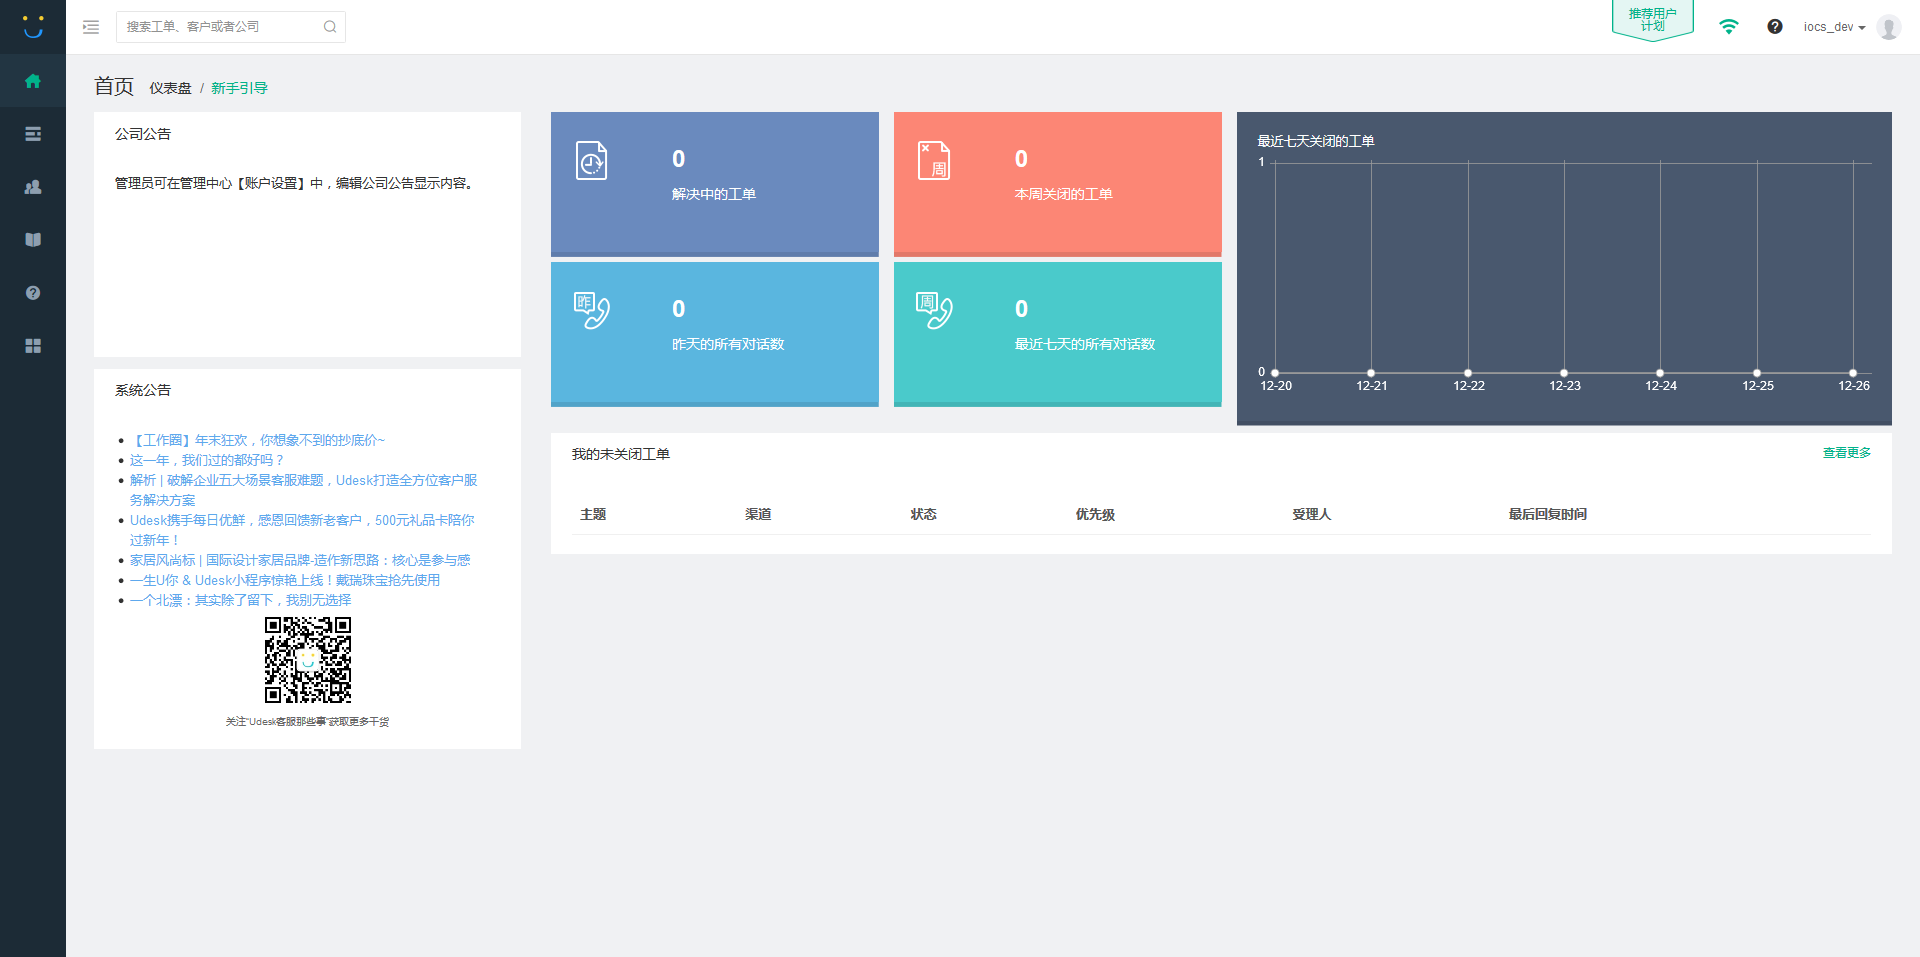 搜索工单、客户或者公司
推荐用户
计划
iocs_dev
首页 仪表盘 / 新手引导
公司公告
管理员可在管理中心【账户设置】中，编辑公司公告显示内容。
系统公告
【工作圈】年末狂欢，你想象不到的抄底价~
这一年，我们过的都好吗？
解析 | 破解企业五大场景客服难题，Udesk打造全方位客户服
务解决方案
Udesk携手每日优鲜，感恩回馈新老客户，500元礼品卡陪你
过新年！
家居风尚标 | 国际设计家居品牌-造作新思路：核心是参与感
一生U你 & Udesk小程序惊艳上线！戴瑞珠宝抢先使用
一个北漂：其实除了留下，我别无选择
关注"Udesk客服那些事"获取更多干货
0
解决中的工单
周
0
本周关闭的工单
昨
0
昨天的所有对话数
周
0
最近七天的所有对话数
最近七天关闭的工单
1
0
12-20 12-21 12-22 12-23 12-24 12-25 12-26
我的未关闭工单 查看更多
主题 渠道 状态 优先级 受理人 最后回复时间